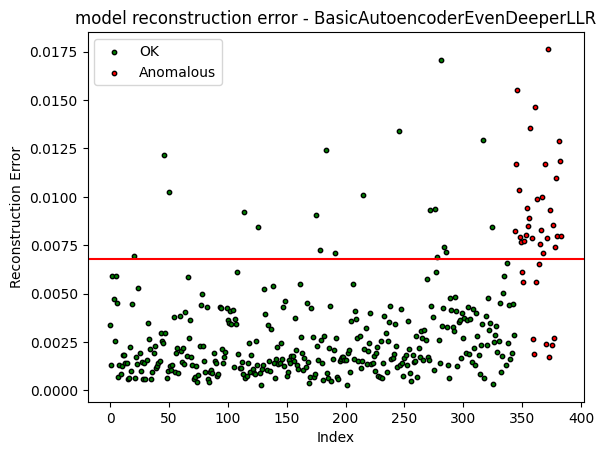 model reconstruction error - BasicAutoencoderEvenDeeperLLR
OK
Anomalous
Reconstruction Error
0.0175
0.0150
0.0125
0.0100
0.0075
0.0050
0.0025
0.0000
0 50 100 150 200 250 300 350 400
Index